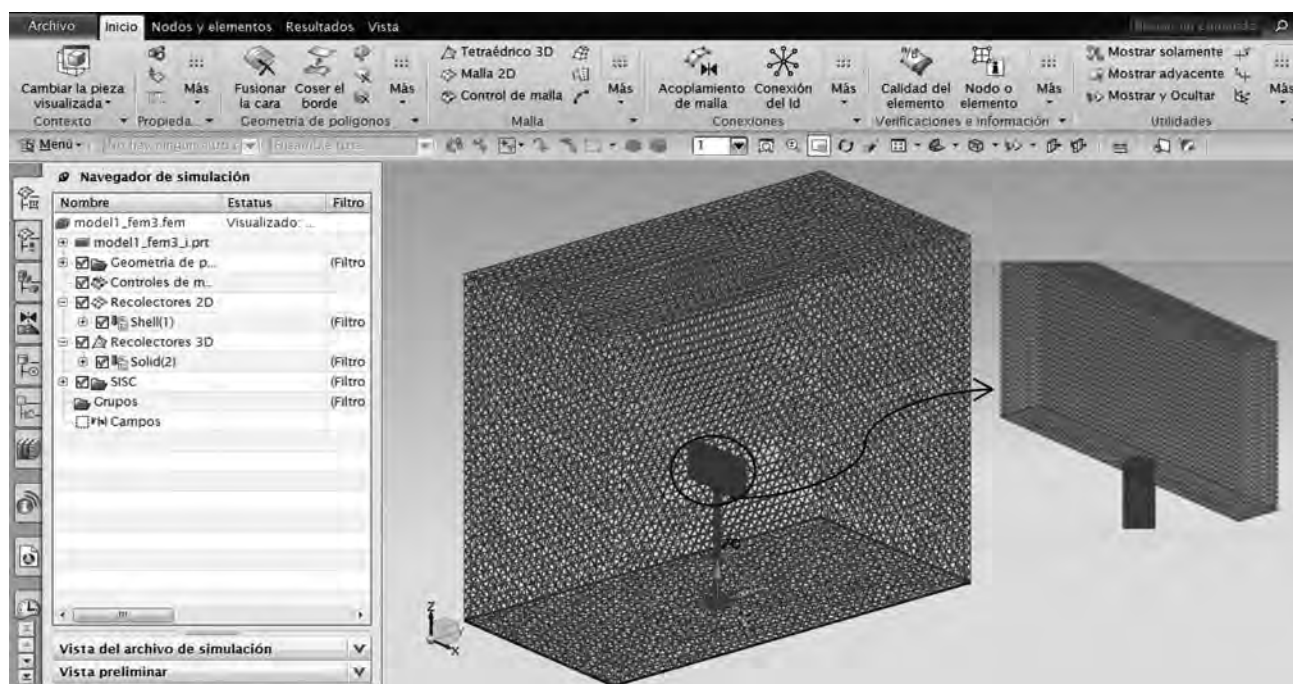 Archivo Inicio Nodos y elementos Resultados Vista
Cambiar la pieza visualizada
Más
Contexto
Propieda.
Fusionar la cara
Coser el borde
Más
Geometría de polígonos
Tetraédrico 3D
Malla 2D
Control de malla
Más
Malla
Acoplamiento de malla
Conexión del Id
Más
Conexiones
Calidad del elemento
Nodo o elemento
Más
Verificaciones e información
Mostrar solamente
Mostrar adyacente
Mostrar y Ocultar
Más
Utilidades
Menú
1
Navegador de simulación
Nombre Estatus Filtro
model1_fem3.fem Visualizado: ...
model1_fem3_i.prt
Geometría de p... (Filtro
Controles de m...
Recolectores 2D
Shell(1) (Filtro
Recolectores 3D
Solid(2) (Filtro
SISC (Filtro
Grupos (Filtro
Campos
Vista del archivo de simulación
Vista preliminar
Z
X